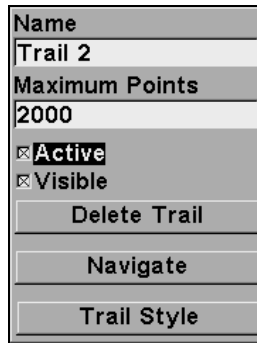 Name
Trail 2
Maximum Points
2000
Active
Visible
Delete Trail
Navigate
Trail Style